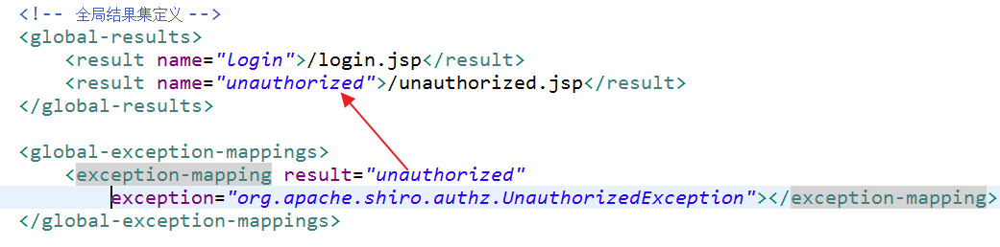 <!-- 全局结果集定义 -->
<global-results>
    <result name="login">/login.jsp</result>
    <result name="unauthorized">/unauthorized.jsp</result>
</global-results>

<global-exception-mappings>
    <exception-mapping result="unauthorized"
        exception="org.apache.shiro.authz.UnauthorizedException"></exception-mapping>
</global-exception-mappings>